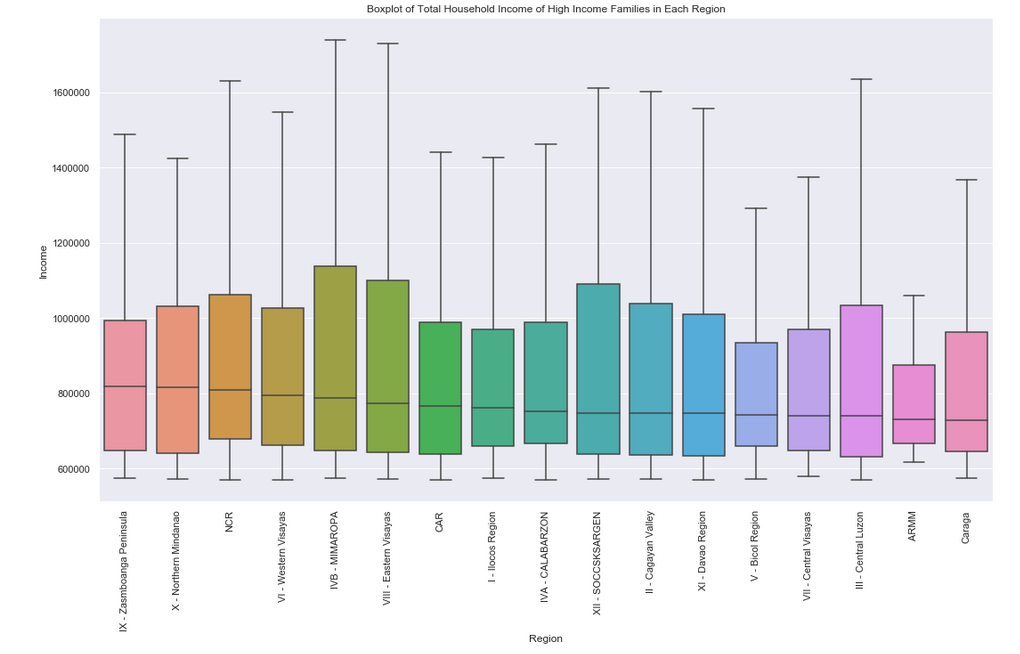 Boxplot of Total Household Income of High Income Families in Each Region
1600000
1400000
1200000
1000000
800000
600000
Income
IX - Zasmboanga Peninsula
X - Northern Mindanao
NCR
VI - Western Visayas
IVB - MIMAROPA
VIII - Eastern Visayas
CAR
I - Ilocos Region
IVA - CALABARZON
XII - SOCCSKSARGEN
II - Cagayan Valley
XI - Davao Region
V - Bicol Region
VII - Central Visayas
III - Central Luzon
ARMM
Caraga
Region